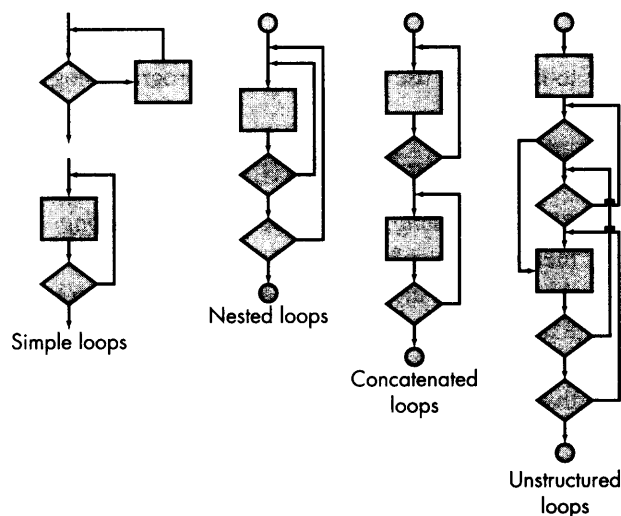 Simple loops
Nested loops
Concatenated
loops
Unstructured
loops